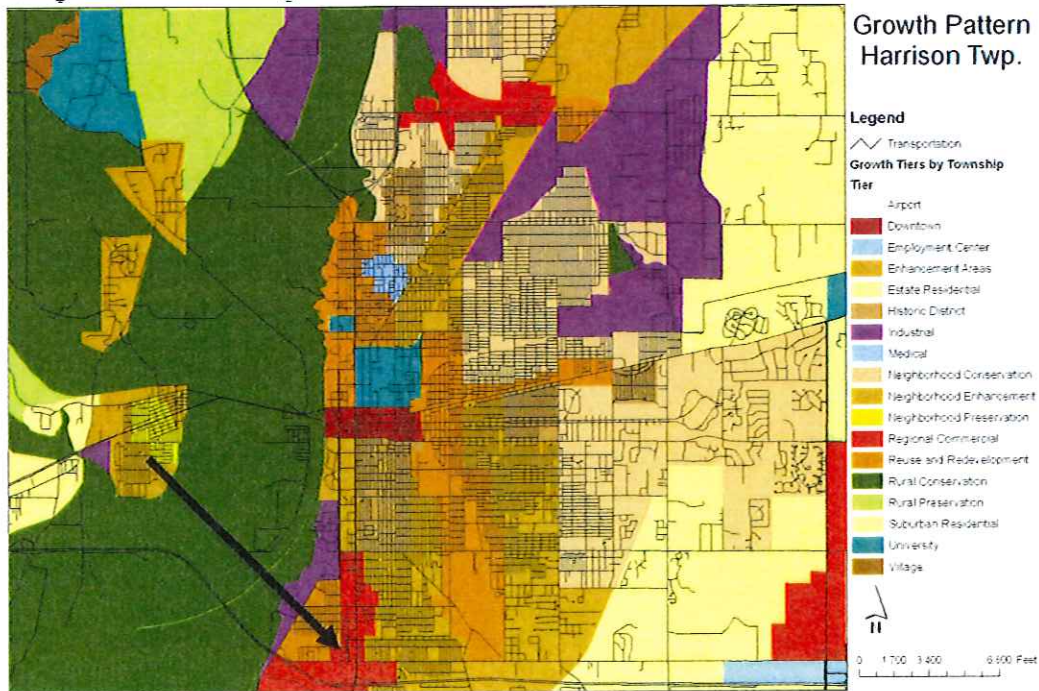 Growth Pattern
Harrison Twp.
Legend
Transportation
Growth Tiers by Township
Tier
Airport
Downtown
Employment Center
Enhancement Areas
Estate Residential
Historic District
Industrial
Medical
Neighborhood Conservation
Neighborhood Enhancement
Neighborhood Preservation
Regional Commercial
Reuse and Redevelopment
Rural Conservation
Rural Preservation
Suburban Residential
University
Village
N
0 1 700 3 400 6 800 Feet